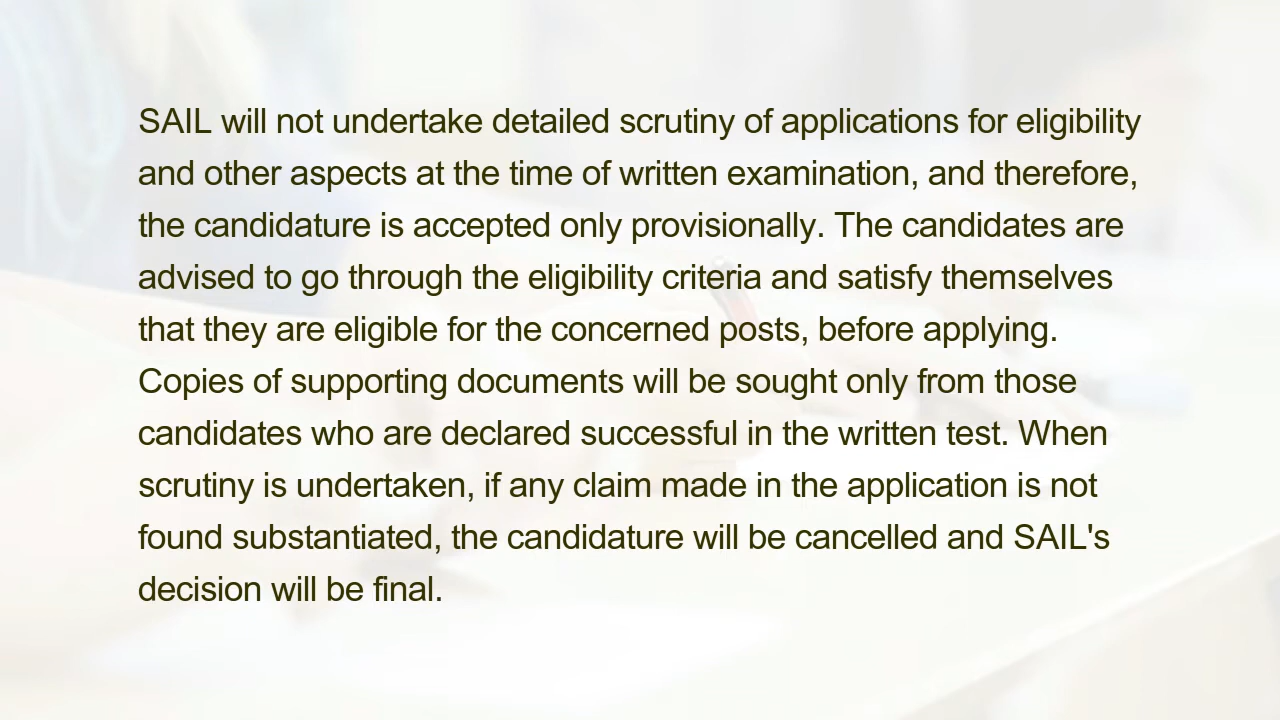 SAIL will not undertake detailed scrutiny of applications for eligibility
and other aspects at the time of written examination, and therefore,
the candidature is accepted only provisionally. The candidates are
advised to go through the eligibility criteria and satisfy themselves
that they are eligible for the concerned posts, before applying.
Copies of supporting documents will be sought only from those
candidates who are declared successful in the written test. When
scrutiny is undertaken, if any claim made in the application is not
found substantiated, the candidature will be cancelled and SAIL's
decision will be final.